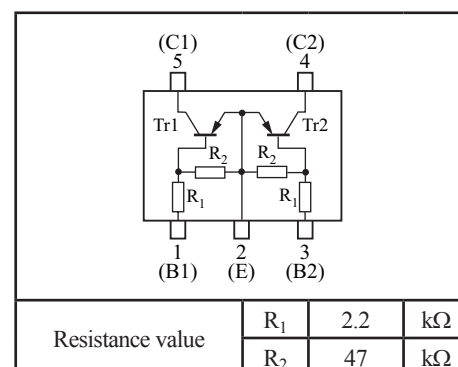 (C1) (C2)
5 4
Tr1 Tr2
R2 R2
R1 R1
1 2 3
(B1) (E) (B2)
Resistance value R1 2.2 kΩ
R2 47 kΩ